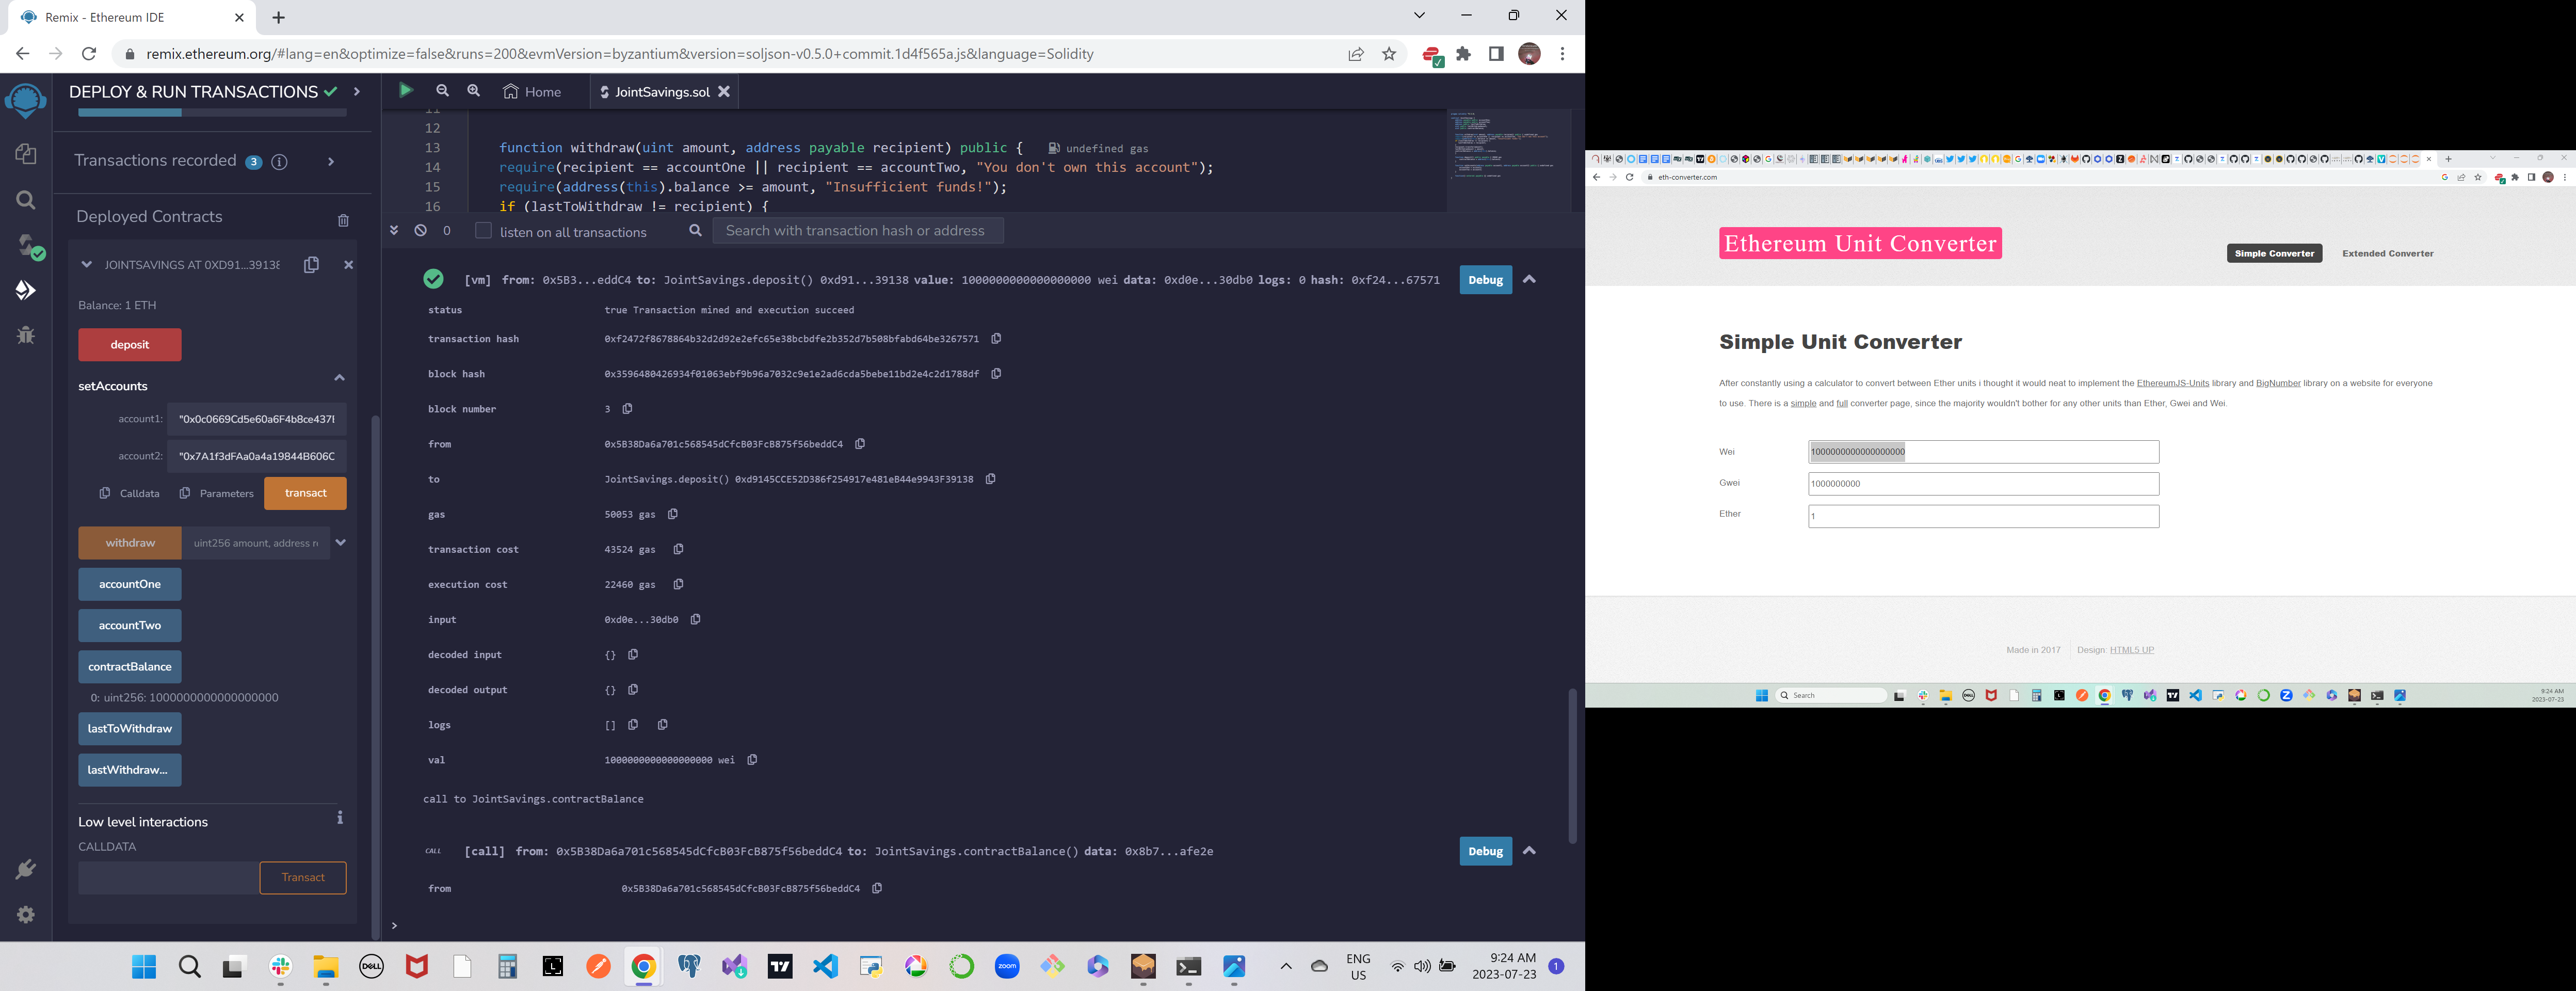 Remix - Ethereum IDE
remix.ethereum.org/#lang=en&optimize=false&runs=200&evmVersion=byzantium&version=soljson-v0.5.0+commit.1d4f565a.js&language=Solidity
DEPLOY & RUN TRANSACTIONS
Transactions recorded 3 i
Deployed Contracts
JOINTSAVINGS AT 0XD91...39138
Balance: 1 ETH
deposit
setAccounts
account1: "0x0c0669Cd5e60a6F4b8ce437
account2: "0x7A1f3dFAa0a4a19844B606C
Calldata Parameters transact
withdraw uint256 amount, address
accountOne
accountTwo
contractBalance
0: uint256: 1000000000000000000
lastToWithdraw
lastWithdraw...
Low level interactions
CALLDATA
Transact
Home JointSavings.sol
11
12
13 function withdraw(uint amount, address payable recipient) public { undefined gas
14 require(recipient == accountOne || recipient == accountTwo, "You don't own this account");
15 require(address(this).balance >= amount, "Insufficient funds!");
16 if (lastToWithdraw != recipient) {
0 listen on all transactions Search with transaction hash or address
[vm] from: 0x5B3...eddC4 to: JointSavings.deposit() 0xd91...39138 value: 1000000000000000000 wei data: 0xd0e...30db0 logs: 0 hash: 0xf24...67571 Debug
status true Transaction mined and execution succeed
transaction hash 0xf2472f8678864b32d2d92e2efc65e38bcbdfe2b352d7b508bfabd64be3267571
block hash 0x3596480426934f01063ebf9b96a7032c9e1e2ad6cda5bebe11bd2e4c2d1788df
block number 3
from 0x5B38Da6a701c568545dCfcB03FcB875f56beddC4
to JointSavings.deposit() 0xd9145CCE52D386f254917e481eB44e9943F39138
gas 50053 gas
transaction cost 43524 gas
execution cost 22460 gas
input 0xd0e...30db0
decoded input {}
decoded output {}
logs []
val 1000000000000000000 wei
call to JointSavings.contractBalance
CALL [call] from: 0x5B38Da6a701c568545dCfcB03FcB875f56beddC4 to: JointSavings.contractBalance() data: 0x8b7...afe2e Debug
from 0x5B38Da6a701c568545dCfcB03FcB875f56beddC4
>
DELL
zoom
ENG
US
9:24 AM
2023-07-23
1
eth-converter.com
Ethereum Unit Converter
Simple Converter Extended Converter
Simple Unit Converter
After constantly using a calculator to convert between Ether units i thought it would neat to implement the EthereumJS-Units library and BigNumber library on a website for everyone
to use. There is a simple and full converter page, since the majority wouldn't bother for any other units than Ether, Gwei and Wei.
Wei 1000000000000000000
Gwei 1000000000
Ether 1
Made in 2017 Design: HTML5 UP
Search
9:24 AM
2023-07-23